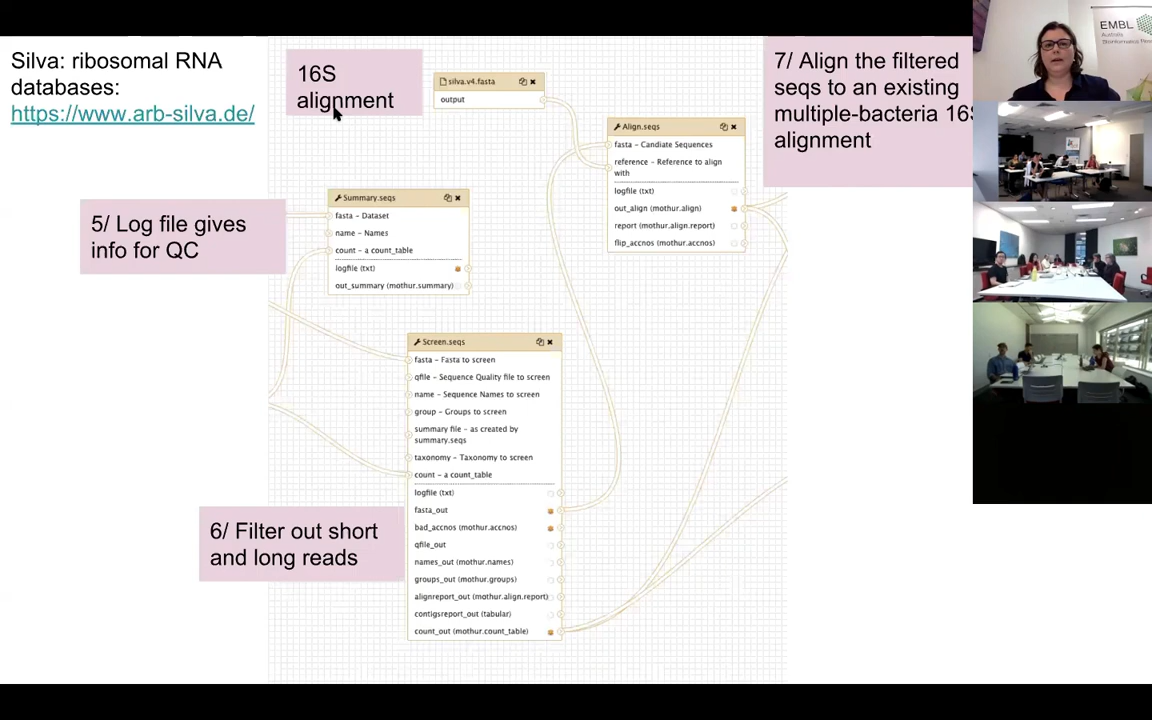 Silva: ribosomal RNA
databases:
https://www.arb-silva.de/
16S
alignment
silva.v4.fasta
output
7/ Align the filtered
seqs to an existing
multiple-bacteria 16S
alignment
Align.seqs
fasta – Candiate Sequences
reference – Reference to align
with
logfile (txt)
out_align (mothur.align)
report (mothur.align.report)
flip_accnos (mothur.accnos)
5/ Log file gives
info for QC
Summary.seqs
fasta – Dataset
name – Names
count – a count_table
logfile (txt)
out_summary (mothur.summary)
6/ Filter out short
and long reads
Screen.seqs
fasta – Fasta to screen
qfile – Sequence Quality file to screen
name – Sequence Names to screen
group – Groups to screen
summary file – as created by
summary.seqs
taxonomy – Taxonomy to screen
count – a count_table
logfile (txt)
fasta_out
bad_accnos (mothur.accnos)
qfile_out
names_out (mothur.names)
groups_out (mothur.groups)
alignreport_out (mothur.align.report)
contigsreport_out (tabular)
count_out (mothur.count_table)
EMBL
Australia